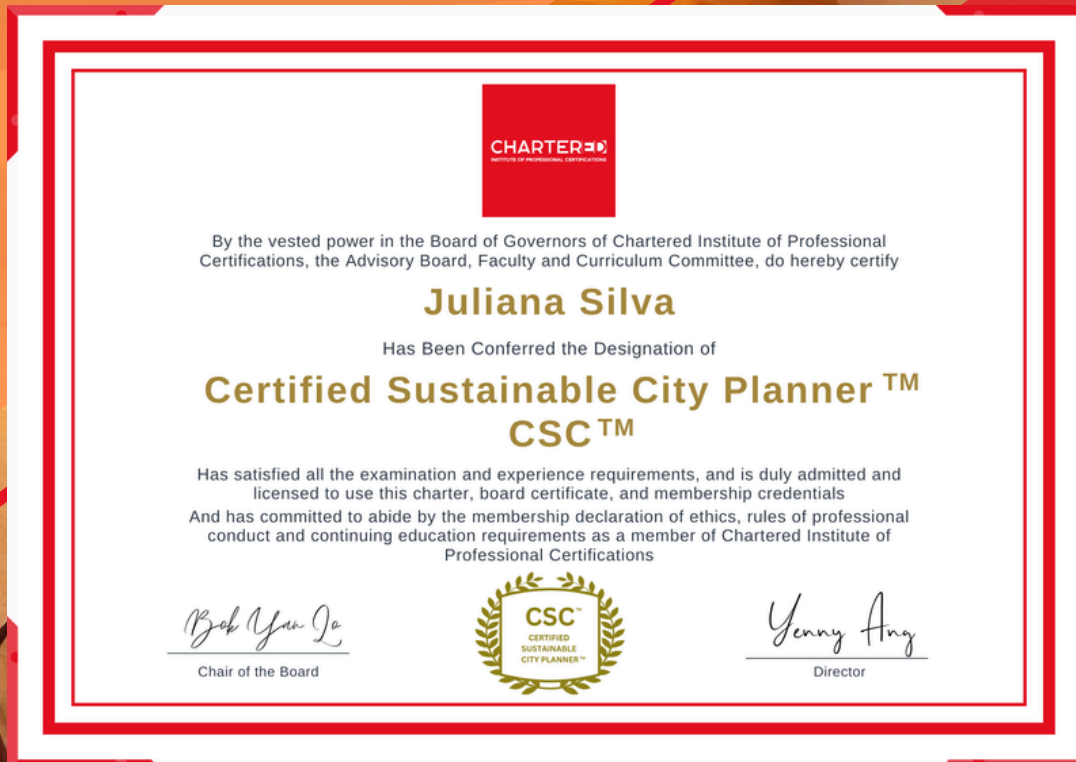 CHARTERED
INSTITUTE OF PROFESSIONAL CERTIFICATIONS
By the vested power in the Board of Governors of Chartered Institute of Professional
Certifications, the Advisory Board, Faculty and Curriculum Committee, do hereby certify
Juliana Silva
Has Been Conferred the Designation of
Certified Sustainable City Planner™
CSC™
Has satisfied all the examination and experience requirements, and is duly admitted and
licensed to use this charter, board certificate, and membership credentials
And has committed to abide by the membership declaration of ethics, rules of professional
conduct and continuing education requirements as a member of Chartered Institute of
Professional Certifications
Chair of the Board
CSC™
CERTIFIED
SUSTAINABLE
CITY PLANNER™
Yenny Ang
Director